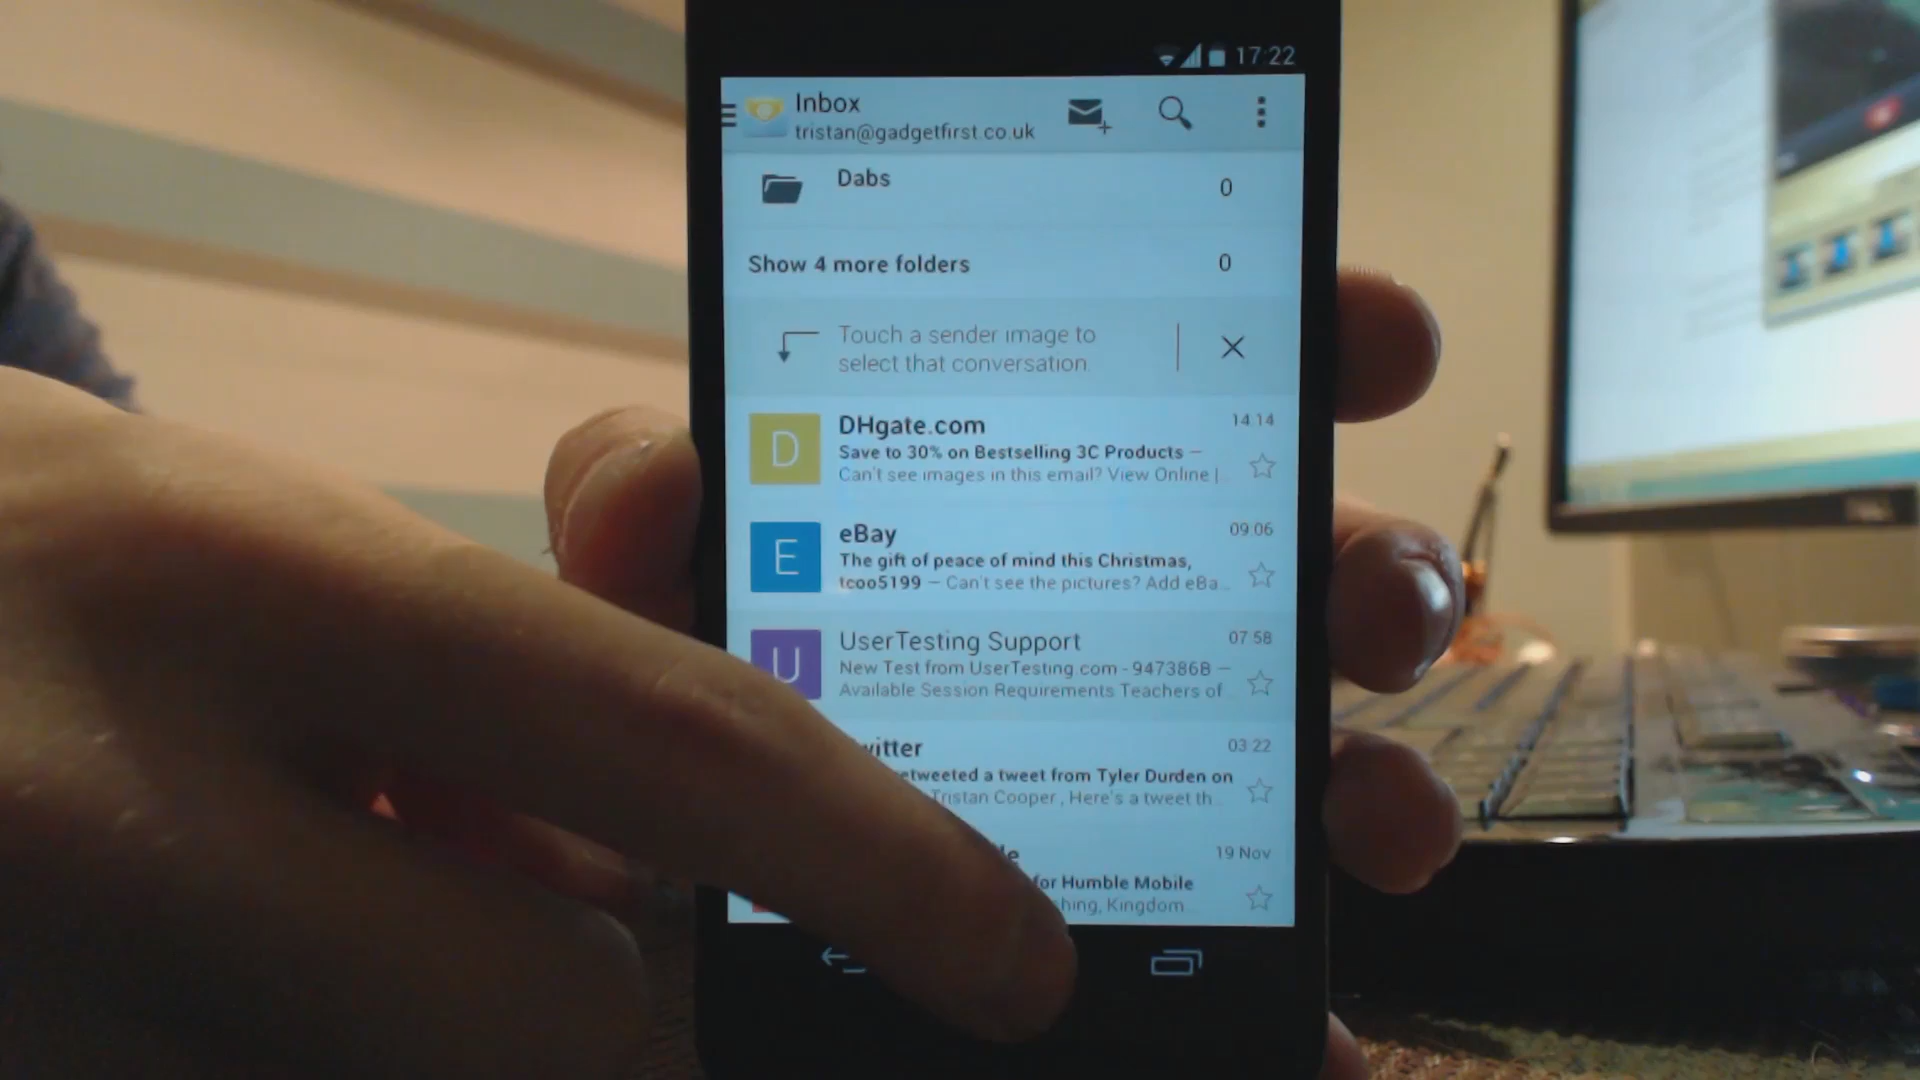 17:22
Inbox
tristan@gadgetfirst.co.uk
Dabs 0
Show 4 more folders 0
Touch a sender image to
select that conversation.
DHgate.com 14:14
D
Save to 30% on Bestselling 3C Products –
Can't see images in this email? View Online |
eBay 09:06
E
The gift of peace of mind this Christmas,
tcoo5199 – Can't see the pictures? Add eBa...
UserTesting Support 07:58
U
New Test from UserTesting.com - 947386B –
Available Session Requirements Teachers of
witter 03:22
etweeted a tweet from Tyler Durden on
Tristan Cooper , Here's a tweet th...
le 19 Nov
for Humble Mobile
hing, Kingdom...